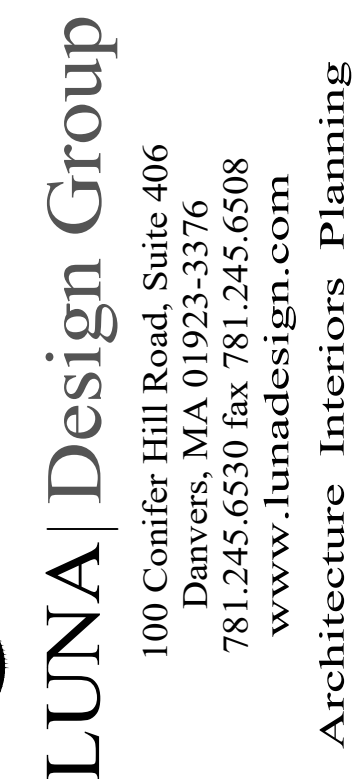 LUNA| Design Group
100 Conifer Hill Road, Suite 406
Danvers, MA 01923-3376
781.245.6530 fax 781.245.6508
www.lunadesign.com
Architecture Interiors Planning